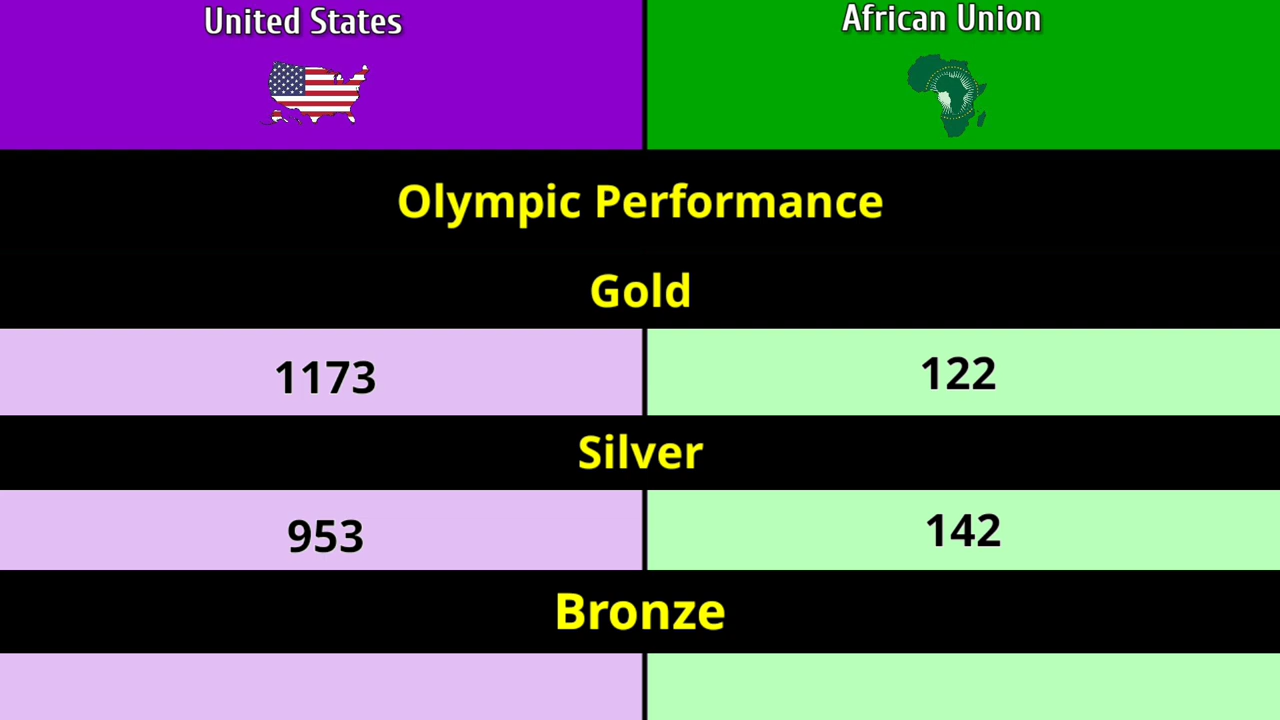 United States
African Union
Olympic Performance
Gold
1173
122
Silver
953
142
Bronze